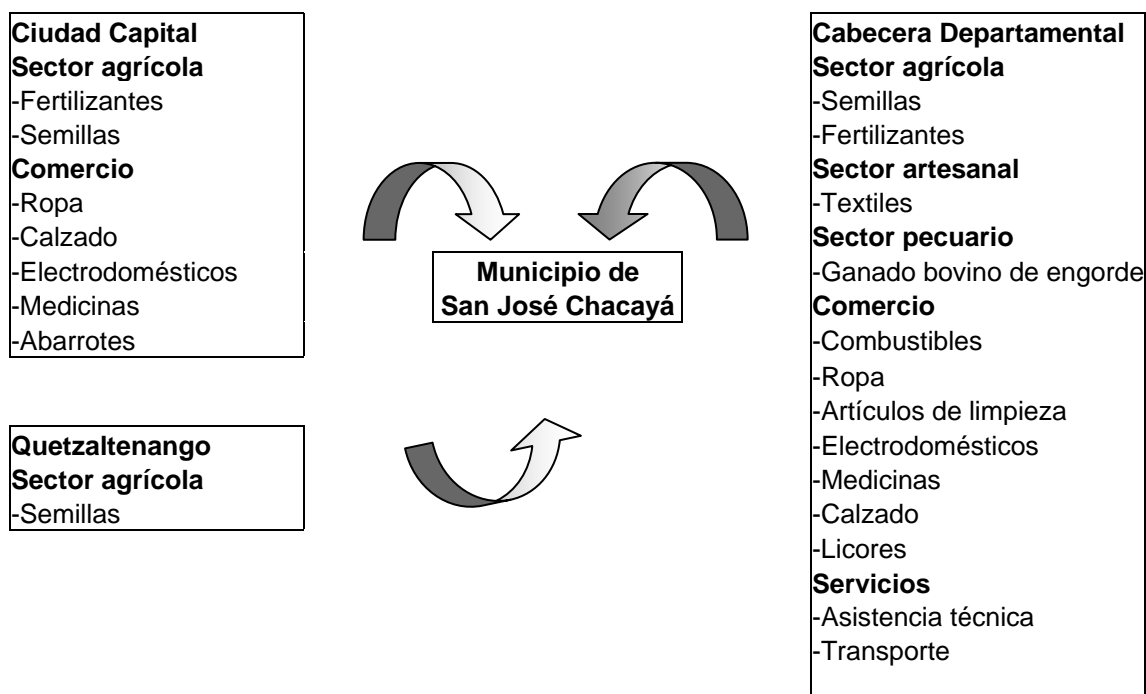 Ciudad Capital
Sector agrícola
-Fertilizantes
-Semillas
Comercio
-Ropa
-Calzado
-Electrodomésticos
-Medicinas
-Abarrotes
Quetzaltenango
Sector agrícola
-Semillas
Municipio de
San José Chacayá
Cabecera Departamental
Sector agrícola
-Semillas
-Fertilizantes
Sector artesanal
-Textiles
Sector pecuario
-Ganado bovino de engorde
Comercio
-Combustibles
-Ropa
-Artículos de limpieza
-Electrodomésticos
-Medicinas
-Calzado
-Licores
Servicios
-Asistencia técnica
-Transporte